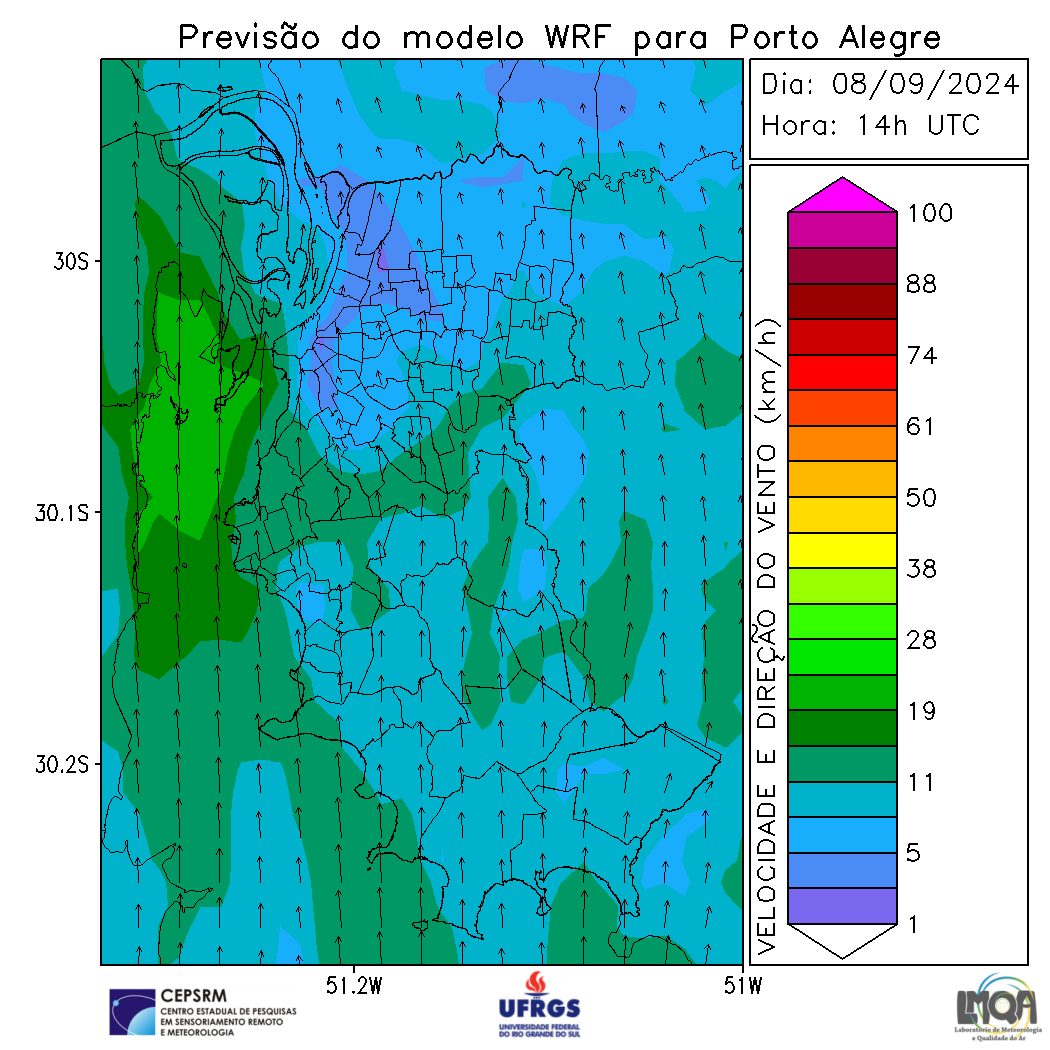 Previsão do modelo WRF para Porto Alegre
Dia: 08/09/2024
Hora: 14h UTC
30S
30.1S
30.2S
51.2W
51W
VELOCIDADE E DIREÇÃO DO VENTO (km/h)
100
88
74
61
50
38
28
19
11
5
1
CEPSRM
CENTRO ESTADUAL DE PESQUISAS
EM SENSORIAMENTO REMOTO
E METEOROLOGIA
UFRGS
UNIVERSIDADE FEDERAL
DO RIO GRANDE DO SUL
LMQA
Laboratório de Meteorologia
e Qualidade do Ar